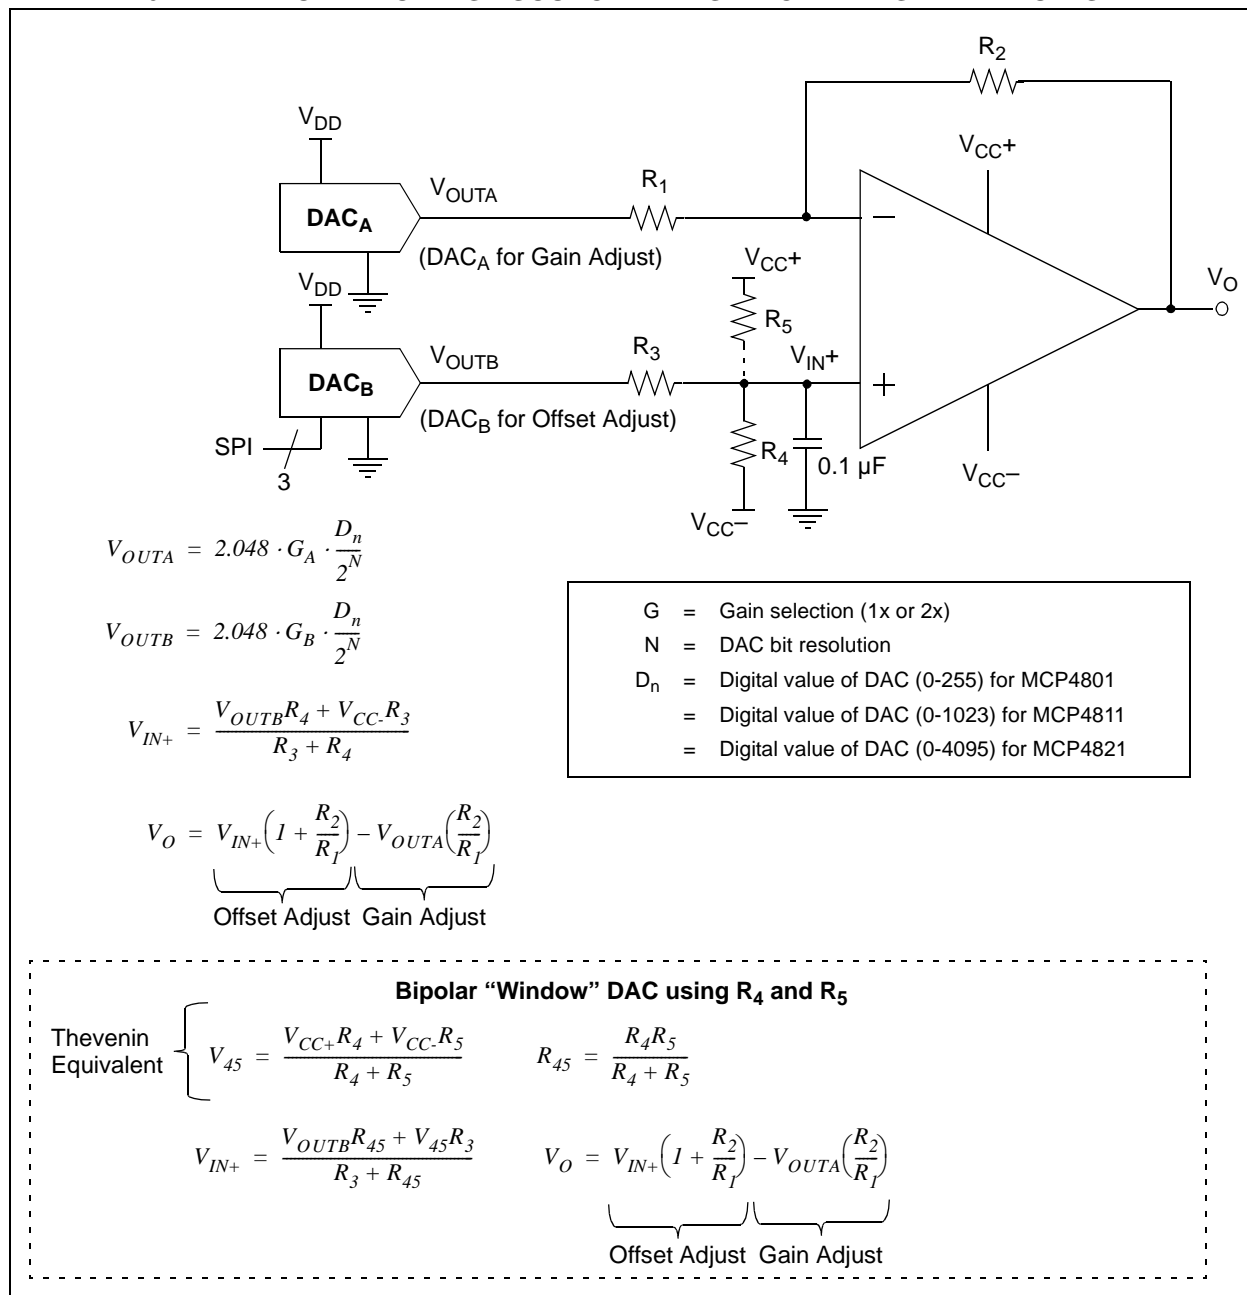 R2
VDD
VCC+
VOUTA
R1
DACA
(DACA for Gain Adjust)
VCC+
VDD
VO
R5
VOUTB
R3
VIN+
DACB
(DACB for Offset Adjust)
SPI
3
R4
0.1 µF
VCC–
VCC–
− +
VOUTA = 2.048 · GA · Dn/2^N
VOUTB = 2.048 · GB · Dn/2^N
G = Gain selection (1x or 2x)
N = DAC bit resolution
Dn = Digital value of DAC (0-255) for MCP4801
= Digital value of DAC (0-1023) for MCP4811
= Digital value of DAC (0-4095) for MCP4821
VIN+ = (VOUTB R4 + VCC- R3)/(R3 + R4)
VO = VIN+(1 + R2/R1) – VOUTA(R2/R1)
Offset Adjust Gain Adjust
Bipolar “Window” DAC using R4 and R5
Thevenin
Equivalent
V45 = (VCC+ R4 + VCC- R5)/(R4 + R5) R45 = R4R5/(R4 + R5)
VIN+ = (VOUTB R45 + V45 R3)/(R3 + R45) VO = VIN+(1 + R2/R1) – VOUTA(R2/R1)
Offset Adjust Gain Adjust